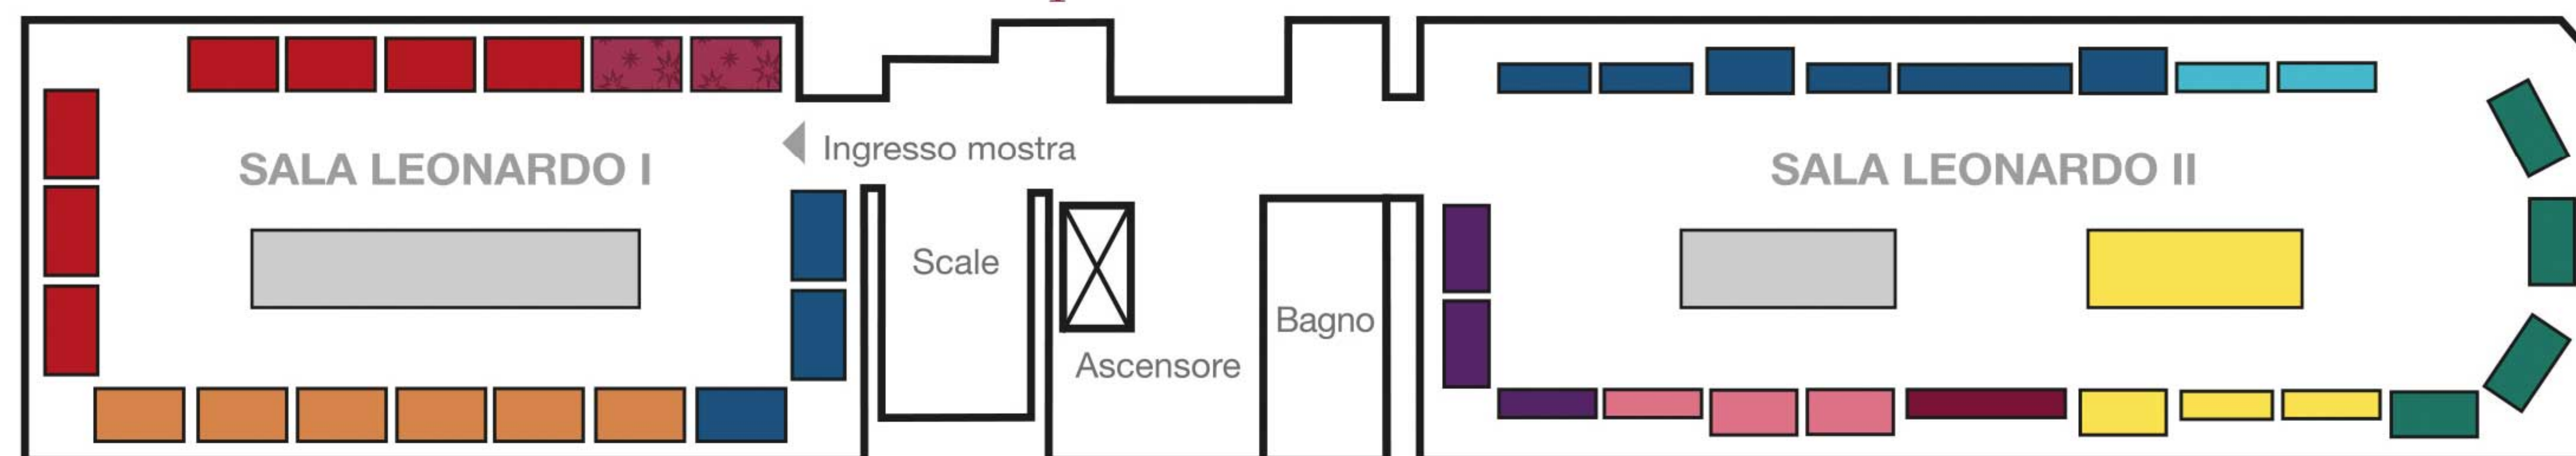 SALA LEONARDO I
Ingresso mostra
Scale
Ascensore
Bagno
SALA LEONARDO II